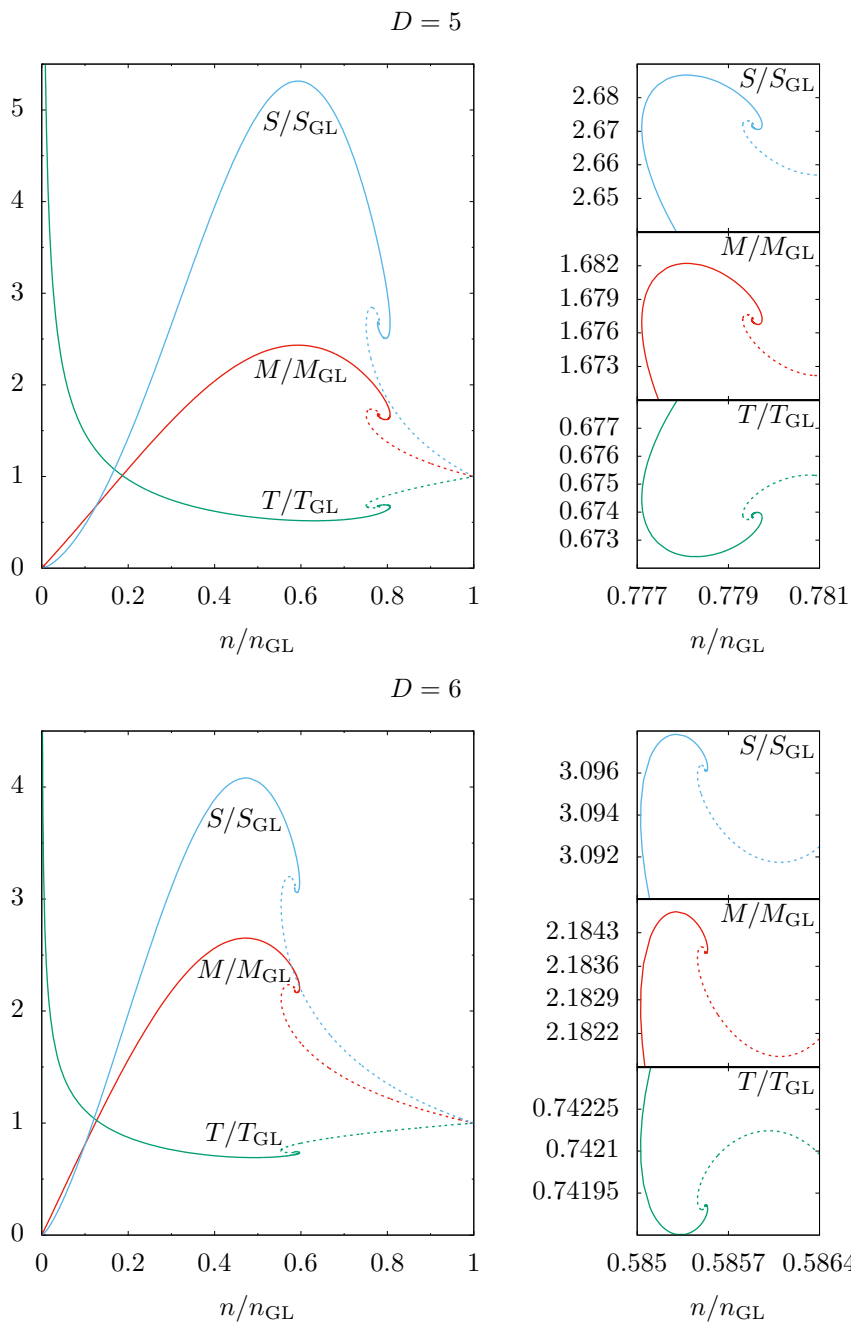 D = 5
5
4
3
2
1
0
S/S_GL
M/M_GL
T/T_GL
0 0.2 0.4 0.6 0.8 1
n/n_GL
S/S_GL
2.68
2.67
2.66
2.65
M/M_GL
1.682
1.679
1.676
1.673
T/T_GL
0.677
0.676
0.675
0.674
0.673
0.777 0.779 0.781
n/n_GL
D = 6
4
3
2
1
0
S/S_GL
M/M_GL
T/T_GL
0 0.2 0.4 0.6 0.8 1
n/n_GL
S/S_GL
3.096
3.094
3.092
M/M_GL
2.1843
2.1836
2.1829
2.1822
T/T_GL
0.74225
0.7421
0.74195
0.585 0.5857 0.5864
n/n_GL